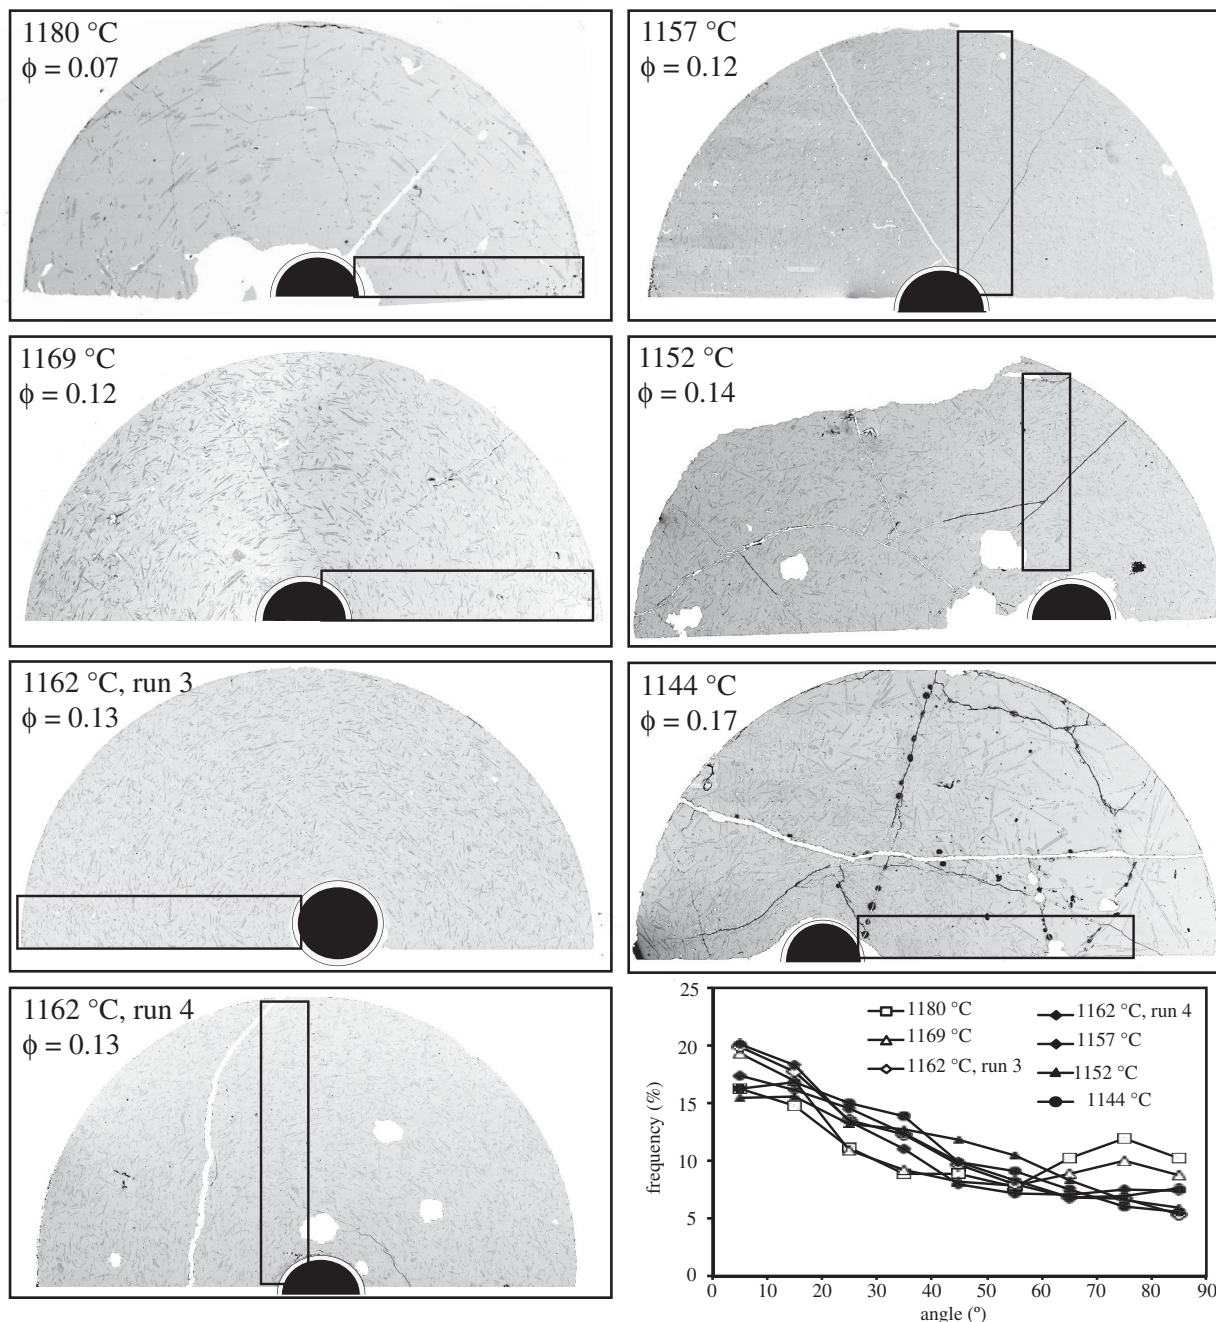 1180 °C
ϕ = 0.07
1157 °C
ϕ = 0.12
1169 °C
ϕ = 0.12
1152 °C
ϕ = 0.14
1162 °C, run 3
ϕ = 0.13
1144 °C
ϕ = 0.17
1162 °C, run 4
ϕ = 0.13
25
20
15
10
5
0
frequency (%)
1180 °C
1169 °C
1162 °C, run 3
1162 °C, run 4
1157 °C
1152 °C
1144 °C
0 10 20 30 40 50 60 70 80 90
angle (º)